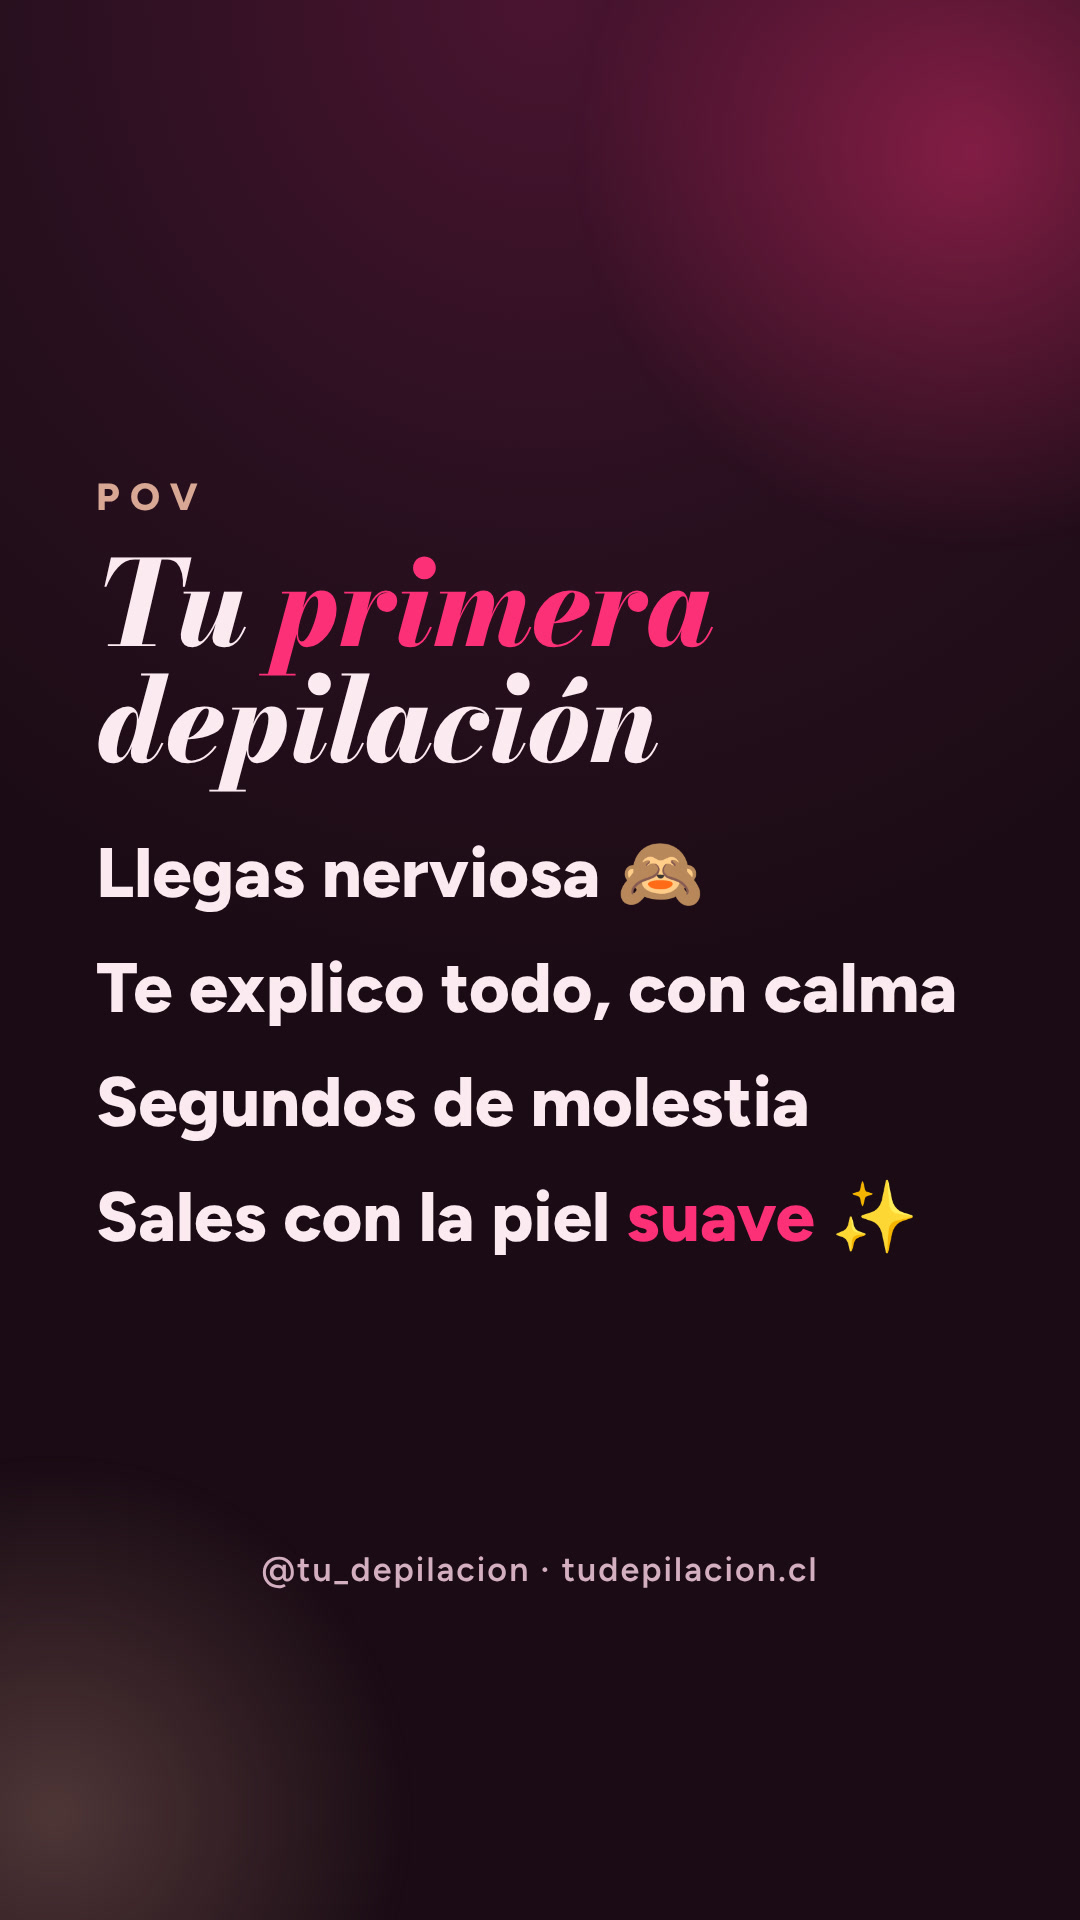 POV
Tu primera
depilación
Llegas nerviosa 🙈
Te explico todo, con calma
Segundos de molestia
Sales con la piel suave ✨
@tu_depilacion · tudepilacion.cl